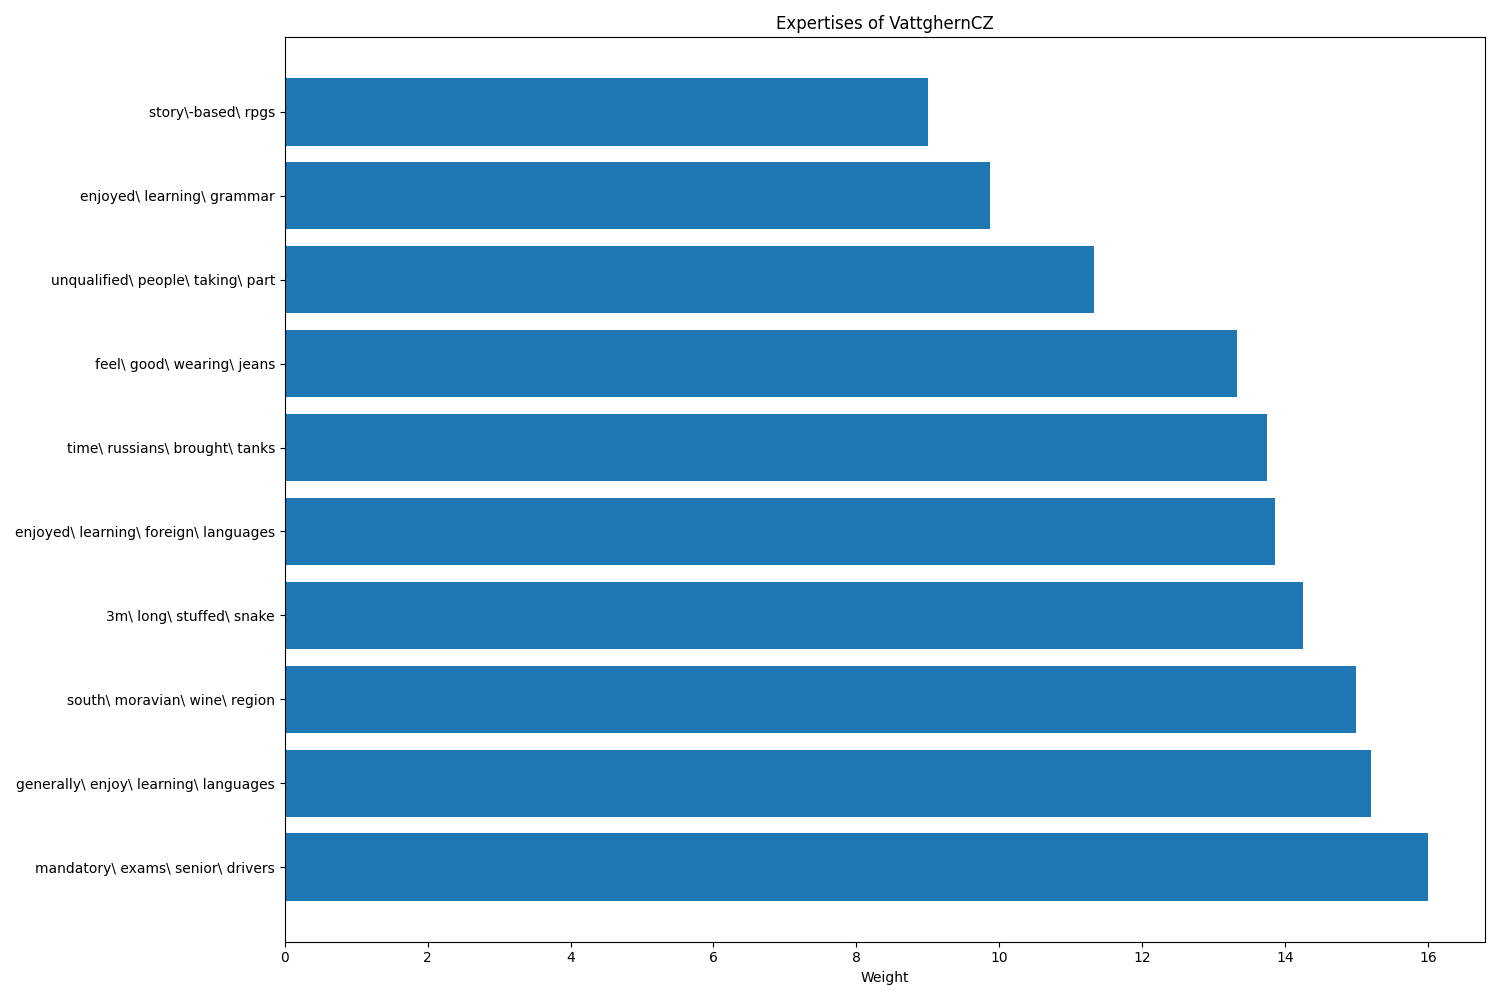 Expertises of VattghernCZ
story\-based\ rpgs
enjoyed\ learning\ grammar
unqualified\ people\ taking\ part
feel\ good\ wearing\ jeans
time\ russians\ brought\ tanks
enjoyed\ learning\ foreign\ languages
3m\ long\ stuffed\ snake
south\ moravian\ wine\ region
generally\ enjoy\ learning\ languages
mandatory\ exams\ senior\ drivers
0 2 4 6 8 10 12 14 16
Weight